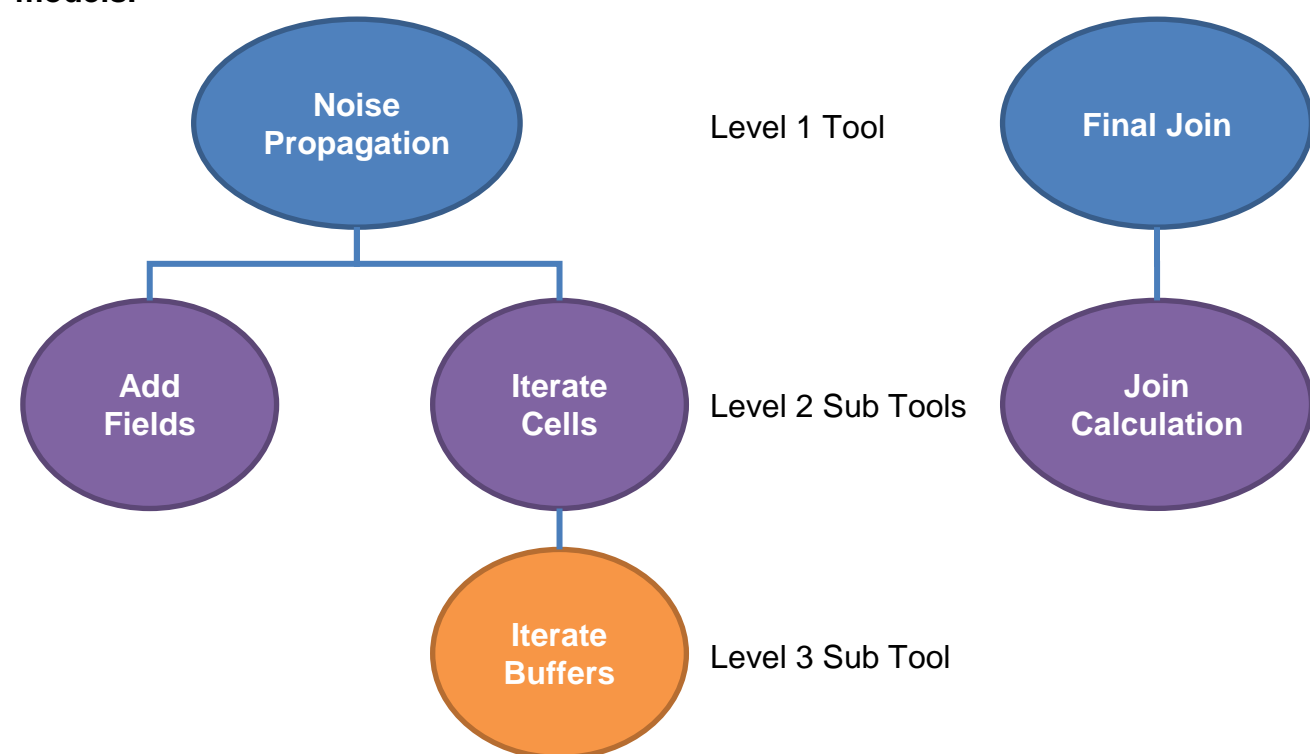 models.
Noise
Propagation
Level 1 Tool
Final Join
Add
Fields
Iterate
Cells
Level 2 Sub Tools
Join
Calculation
Iterate
Buffers
Level 3 Sub Tool